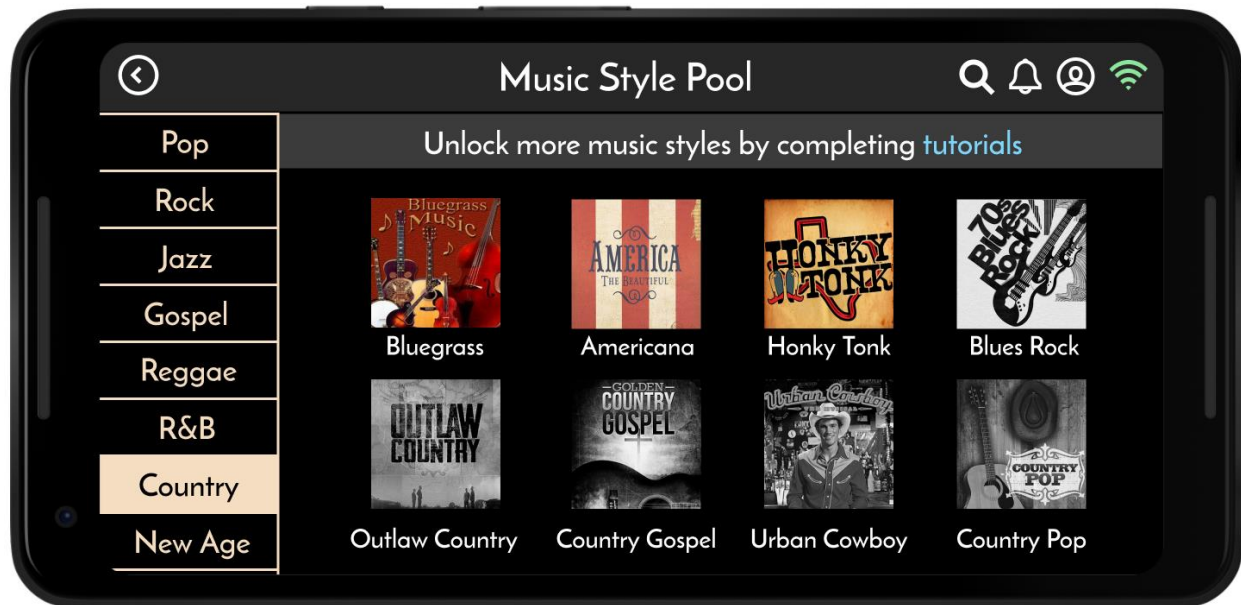 Music Style Pool
Pop
Rock
Jazz
Gospel
Reggae
R&B
Country
New Age
Unlock more music styles by completing tutorials
Bluegrass
Music
Bluegrass
AMERICA
THE BEAUTIFUL
Americana
HONKY
TONK
Honky Tonk
70s
Blues
Rock
Blues Rock
OUTLAW
COUNTRY
Outlaw Country
GOLDEN
COUNTRY
GOSPEL
Country Gospel
Urban Cowboy
THE MUSICAL
Urban Cowboy
COUNTRY
POP
Country Pop